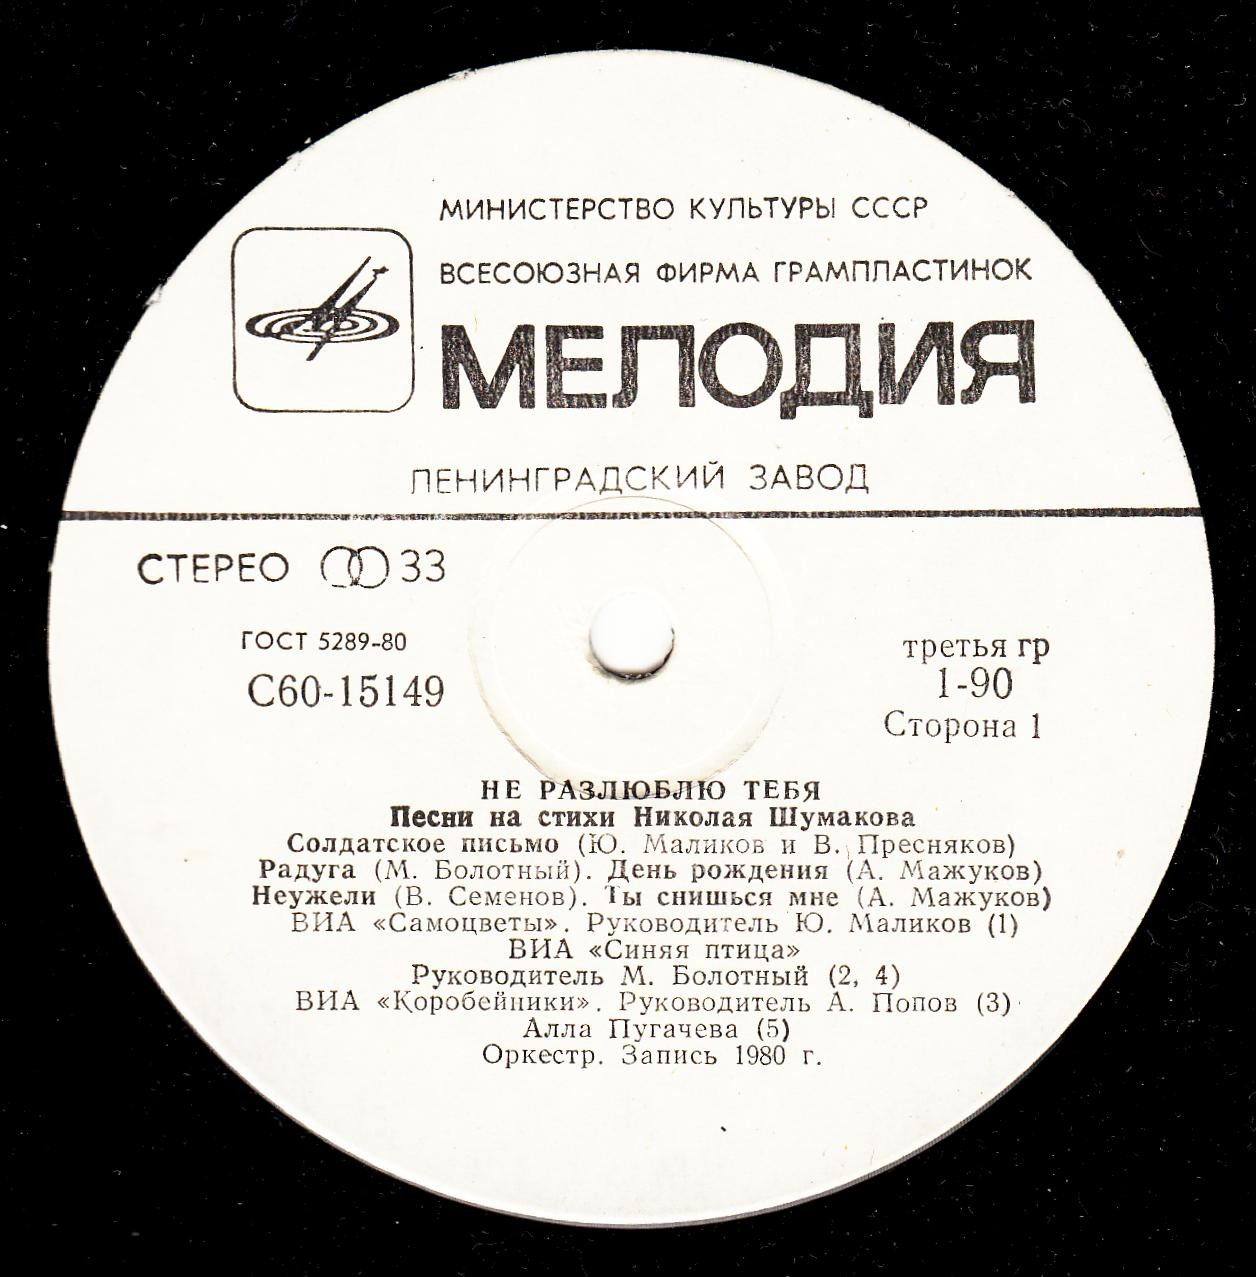 МИНИСТЕРСТВО КУЛЬТУРЫ СССР
ВСЕСОЮЗНАЯ ФИРМА ГРАМПЛАСТИНОК
МЕЛОДИЯ
ЛЕНИНГРАДСКИЙ ЗАВОД
СТЕРЕО 33
ГОСТ 5289-80
С60-15149
третья гр
1-90
Сторона 1
НЕ РАЗЛЮБЛЮ ТЕБЯ
Песни на стихи Николая Шумакова
Солдатское письмо (Ю. Маликов и В. Пресняков)
Радуга (М. Болотный). День рождения (А. Мажуков)
Неужели (В. Семенов). Ты снишься мне (А. Мажуков)
ВИА «Самоцветы». Руководитель Ю. Маликов (1)
ВИА «Синяя птица»
Руководитель М. Болотный (2, 4)
ВИА «Коробейники». Руководитель А. Попов (3)
Алла Пугачева (5)
Оркестр. Запись 1980 г.